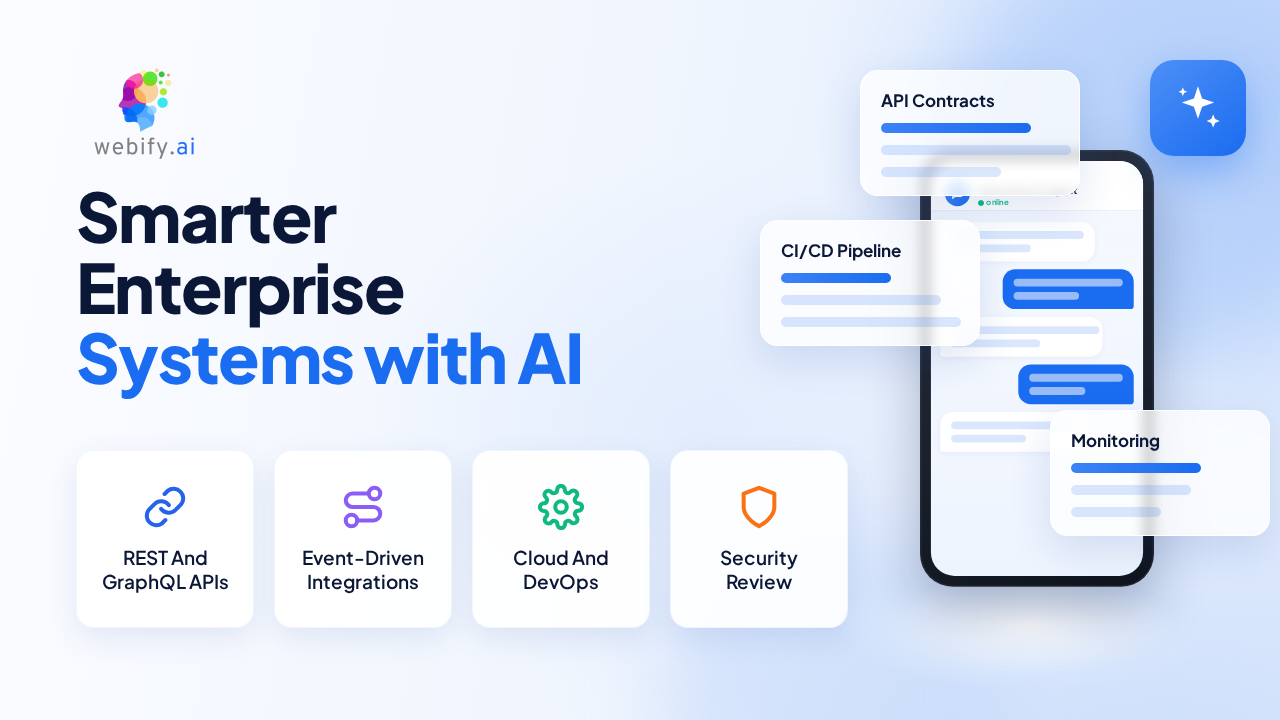 webify.ai
Smarter
Enterprise
Systems with AI
API Contracts
online
CI/CD Pipeline
Monitoring
REST And
GraphQL APIs
Event-Driven
Integrations
Cloud And
DevOps
Security
Review